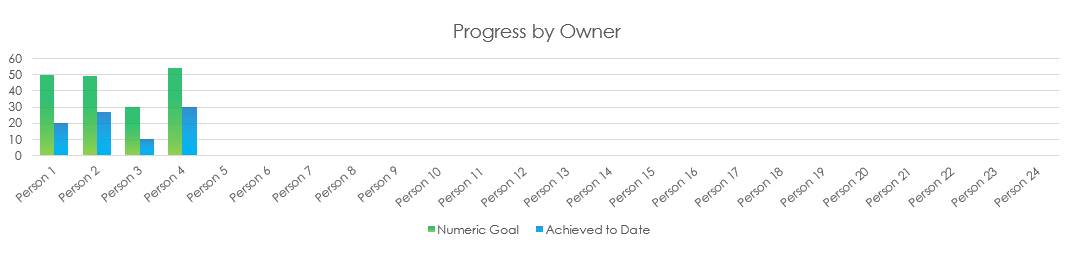 Progress by Owner
60
50
40
30
20
10
0
Person 1
Person 2
Person 3
Person 4
Person 5
Person 6
Person 7
Person 8
Person 9
Person 10
Person 11
Person 12
Person 13
Person 14
Person 15
Person 16
Person 17
Person 18
Person 19
Person 20
Person 21
Person 22
Person 23
Person 24
Numeric Goal Achieved to Date